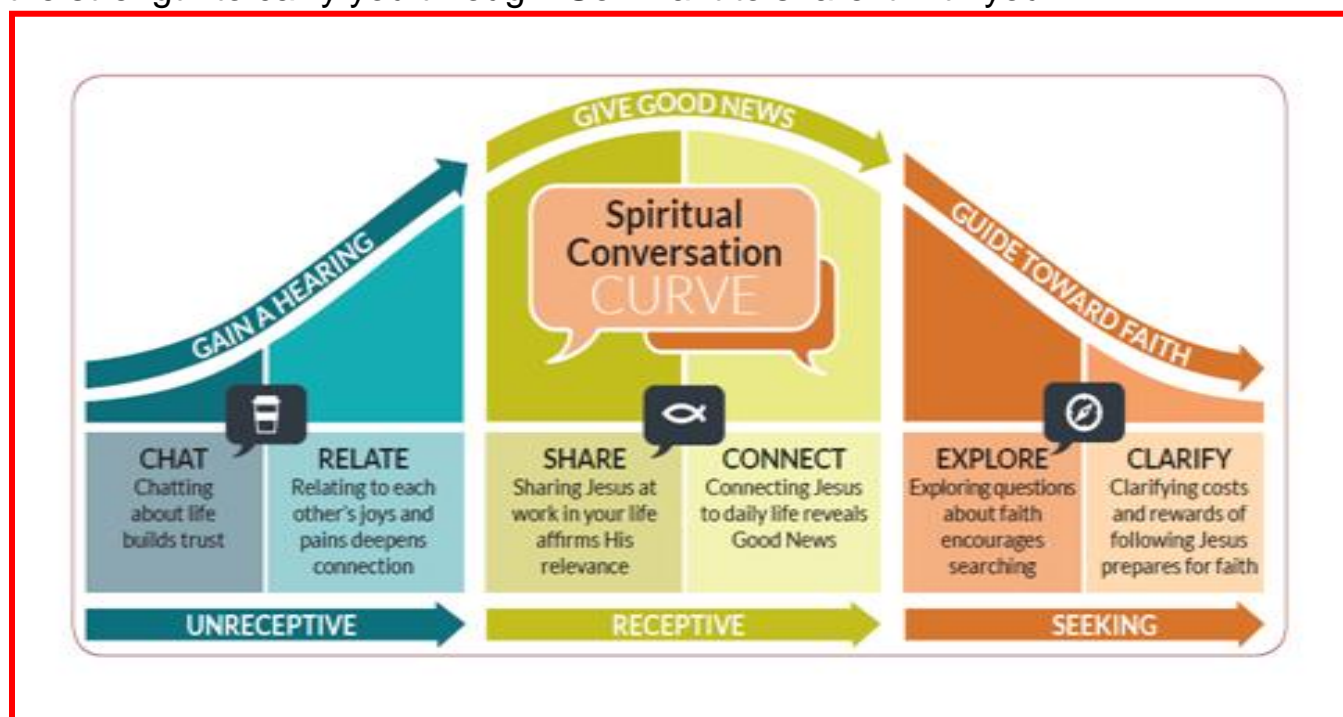 GIVE GOOD NEWS
GAIN A HEARING
GUIDE TOWARD FAITH
Spiritual
Conversation
CURVE
CHAT
Chatting
about life
builds trust
RELATE
Relating to each
other's joys and
pains deepens
connection
SHARE
Sharing Jesus at
work in your life
affirms His
relevance
CONNECT
Connecting Jesus
to daily life reveals
Good News
EXPLORE
Exploring questions
about faith
encourages
searching
CLARIFY
Clarifying costs
and rewards of
following Jesus
prepares for faith
UNRECEPTIVE
RECEPTIVE
SEEKING